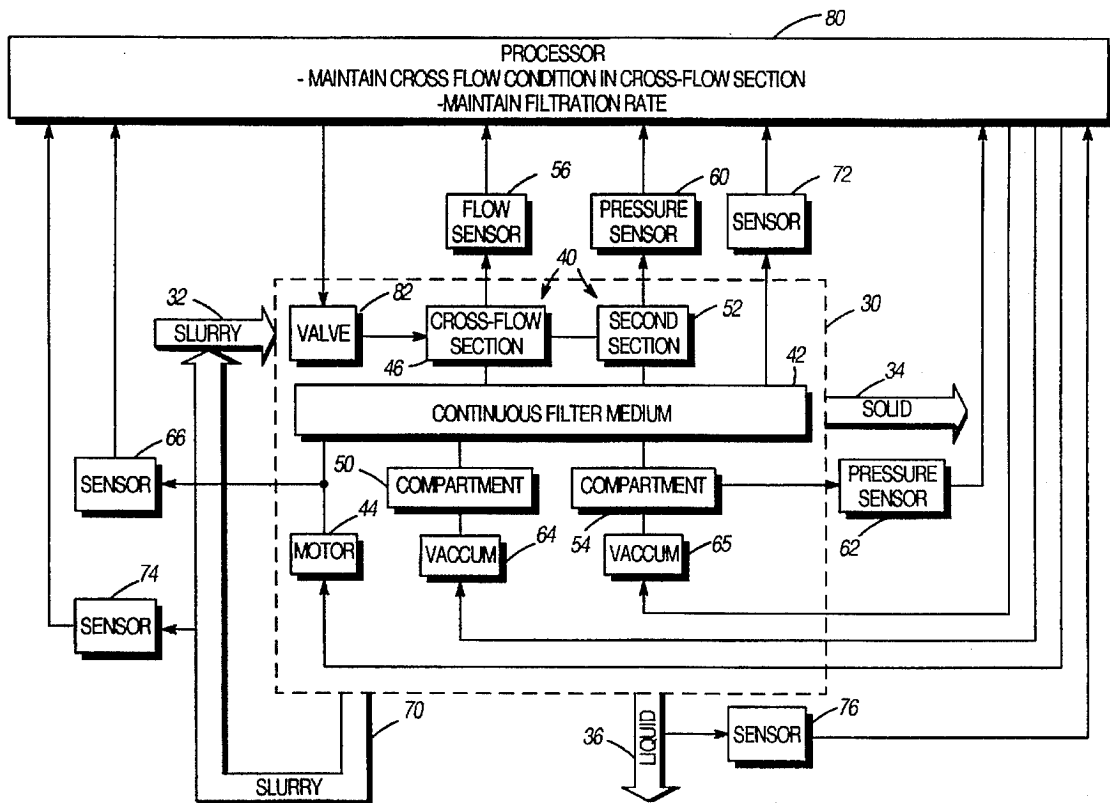 80
PROCESSOR
- MAINTAIN CROSS FLOW CONDITION IN CROSS-FLOW SECTION
-MAINTAIN FILTRATION RATE
56
60
72
FLOW
SENSOR
PRESSURE
SENSOR
SENSOR
32
82
40
52
30
SLURRY
VALVE
CROSS-FLOW
SECTION
SECOND
SECTION
46
42
34
CONTINUOUS FILTER MEDIUM
SOLID
66
SENSOR
50
COMPARTMENT
COMPARTMENT
PRESSURE
SENSOR
44
64
54
65
62
MOTOR
VACCUM
VACCUM
74
SENSOR
70
36
LIQUID
76
SENSOR
SLURRY